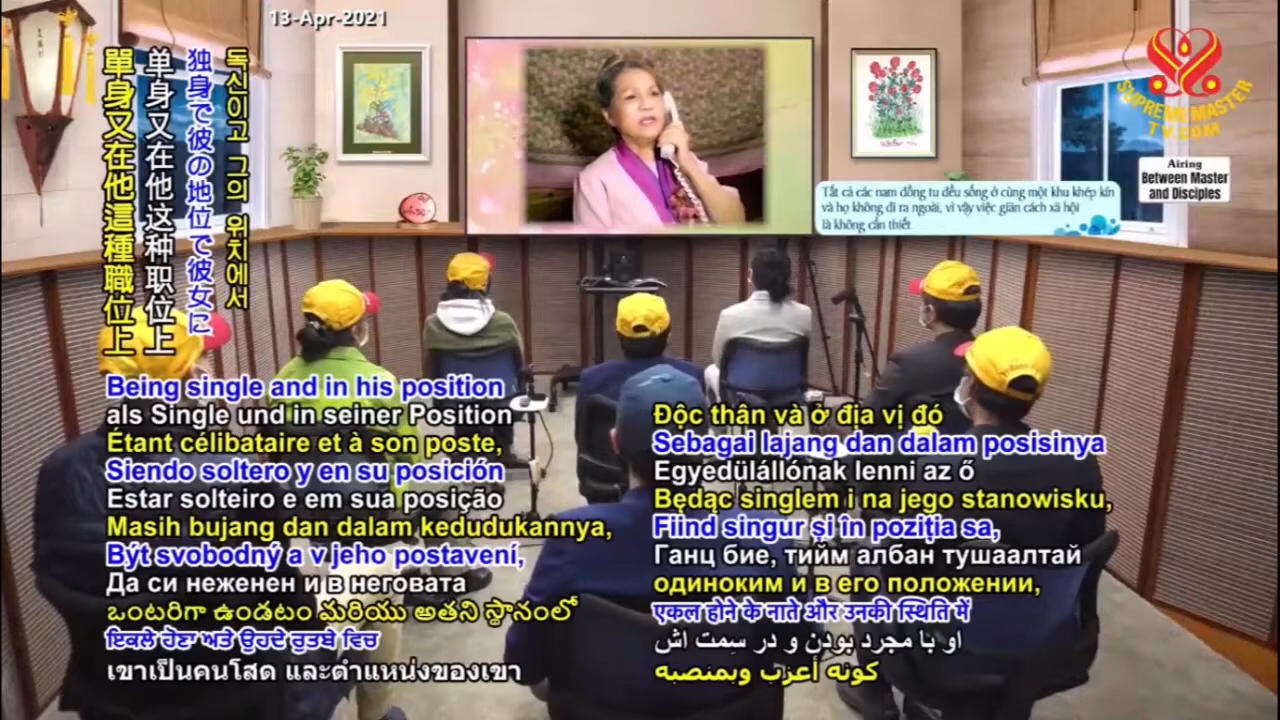 13-Apr-2021
독신이고 그의 위치에서
独身で彼の地位で彼女に
单身又在他这种职位上
單身又在他這種職位上
SUPREME MASTER
TV.COM
Airing
Between Master
and Disciples
Tất cả các nam đồng tu đều sống ở cùng một khu khép kín
và họ không đi ra ngoài, vì vậy việc giãn cách xã hội
là không cần thiết
Being single and in his position
als Single und in seiner Position
Étant célibataire et à son poste,
Siendo soltero y en su posición
Estar solteiro e em sua posição
Masih bujang dan dalam kedudukannya,
Být svobodný a v jeho postavení,
Да си неженен и в неговата
ఒంటరిగా ఉండటం మరియు అతని స్థానంలో
ਇਕਲੇ ਹੋਣਾ ਅਤੇ ਉਹਦੇ ਰੁਤਬੇ ਵਿਚ
เขาเป็นคนโสด และตำแหน่งของเขา
Độc thân và ở địa vị đó
Sebagai lajang dan dalam posisinya
Egyedülállónak lenni az ő
Będąc singlem i na jego stanowisku,
Fiind singur și în poziția sa,
Ганц бие, тийм албан тушаалтай
одиноким и в его положении,
एकल होने के नाते और उनकी स्थिति में
او با مجرد بودن و در سِمت اش
كونه أعزب وبمنصبه